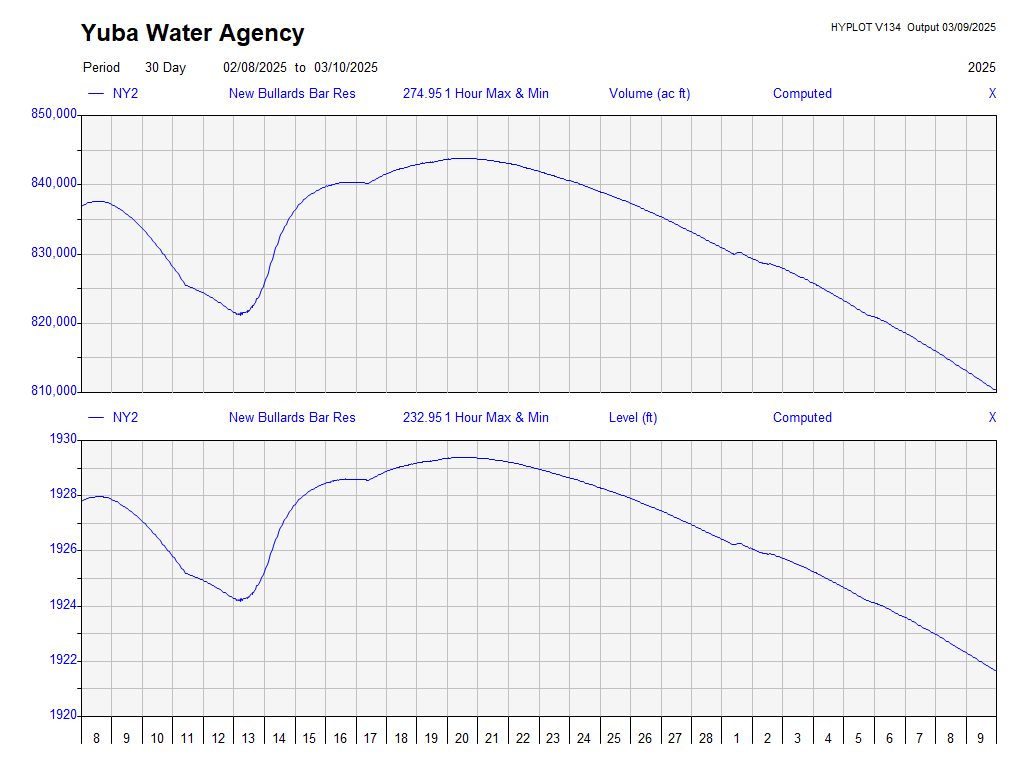 Yuba Water Agency
HYPLOT V134 Output 03/09/2025
Period 30 Day 02/08/2025 to 03/10/2025 2025
NY2 New Bullards Bar Res 274.95 1 Hour Max & Min Volume (ac ft) Computed X
850,000
840,000
830,000
820,000
810,000
NY2 New Bullards Bar Res 232.95 1 Hour Max & Min Level (ft) Computed X
1930
1928
1926
1924
1922
1920
8 9 10 11 12 13 14 15 16 17 18 19 20 21 22 23 24 25 26 27 28 1 2 3 4 5 6 7 8 9